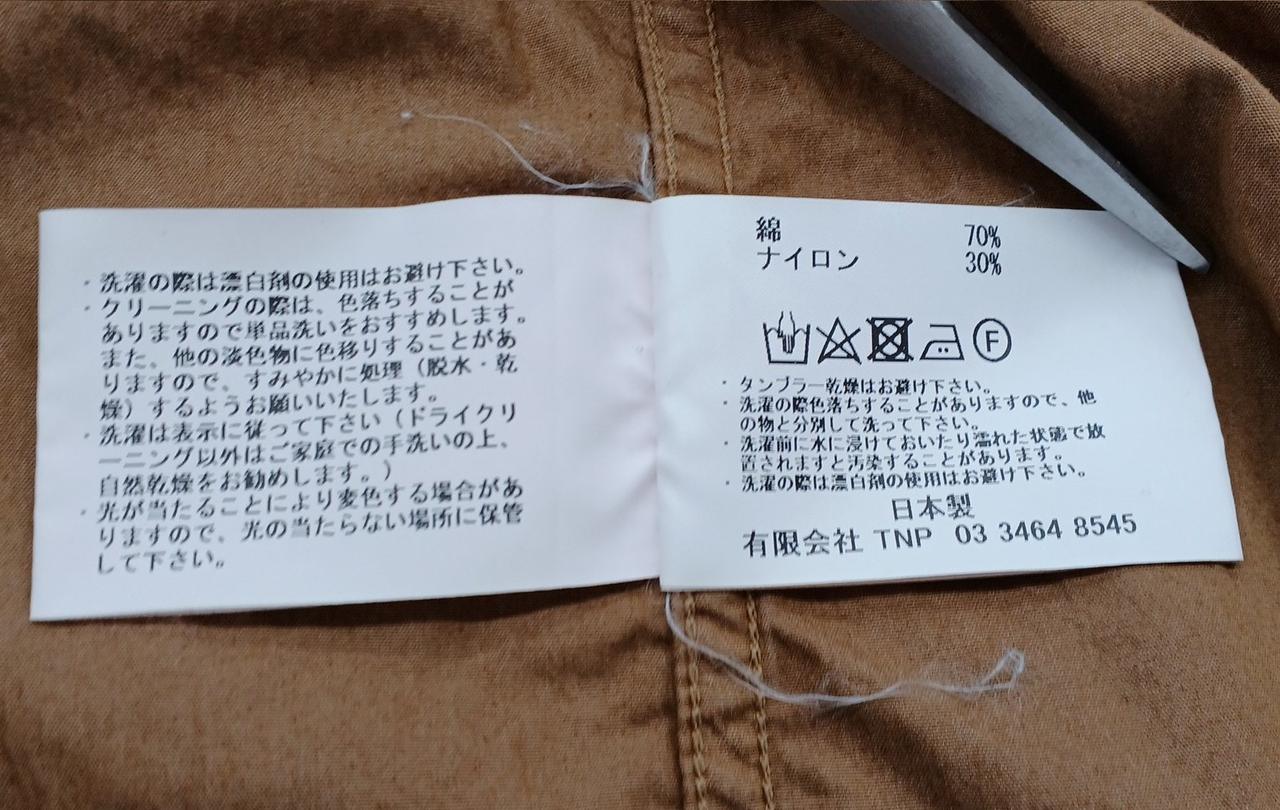 ・洗濯の際は漂白剤の使用はお避け下さい。
・クリーニングの際は、色落ちすることが
ありますので単品洗いをおすすめします。
また、他の淡色物に色移りすることがあ
りますので、すみやかに処理（脱水・乾
燥）するようお願いいたします。
・洗濯は表示に従って下さい（ドライクリ
ーニング以外はご家庭での手洗いの上、
自然乾燥をお勧めします。）
・光が当たることにより変色する場合があ
りますので、光の当たらない場所に保管
して下さい。
綿 70%
ナイロン 30%
F
・タンブラー乾燥はお避け下さい。
・洗濯の際色落ちすることがありますので、他
の物と分別して洗って下さい。
・洗濯前に水に浸けておいたり濡れた状態で放
置されますと汚染することがあります。
・洗濯の際は漂白剤の使用はお避け下さい。
日本製
有限会社 TNP 03 3464 8545